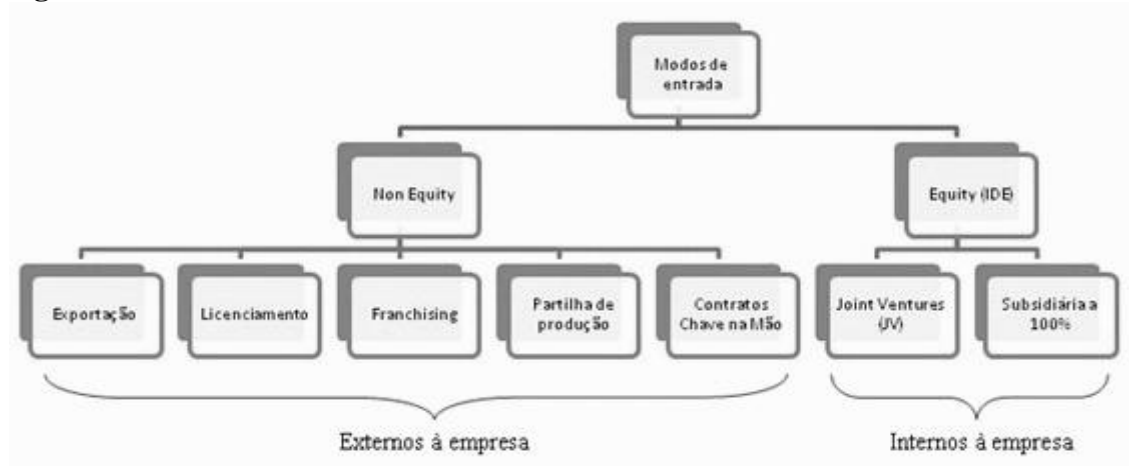 Modos de
entrada
Non Equity
Equity (IDE)
Exportação
Licenciamento
Franchising
Partilha de
produção
Contratos
Chave na Mão
Joint Ventures
(JV)
Subsidiária a
100%
Externos à empresa
Internos à empresa